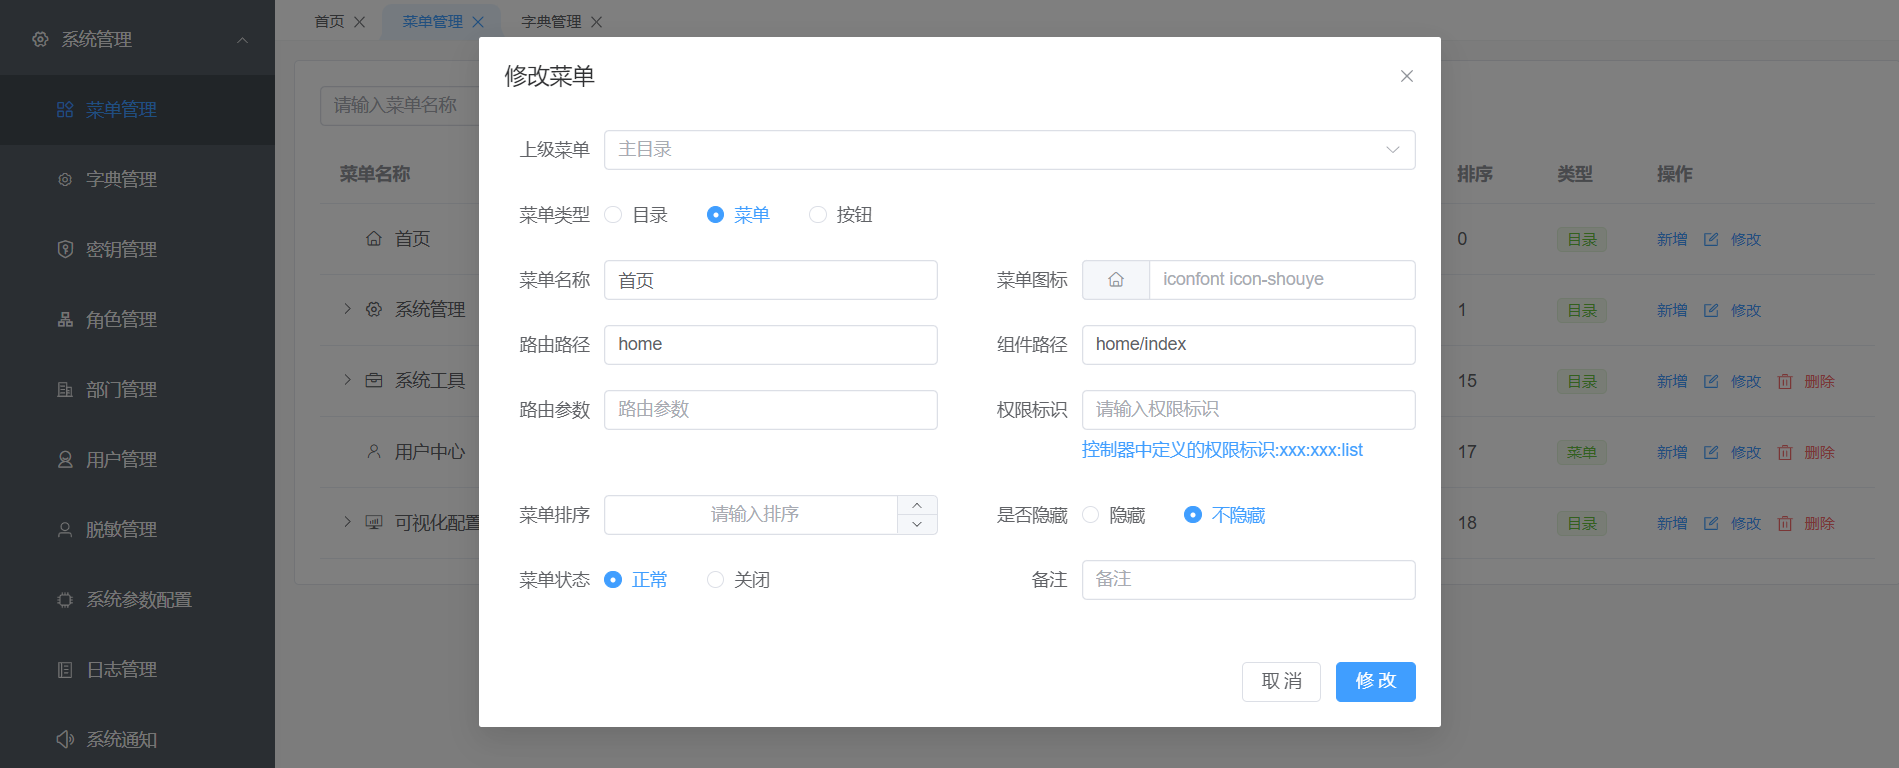 系统管理
菜单管理
字典管理
密钥管理
角色管理
部门管理
用户管理
脱敏管理
系统参数配置
日志管理
系统通知
首页 菜单管理 字典管理
请输入菜单名称
菜单名称 排序 类型 操作
首页 0 目录 新增 修改
系统管理 1 目录 新增 修改
系统工具 15 目录 新增 修改 删除
用户中心 17 菜单 新增 修改 删除
可视化配置 18 目录 新增 修改 删除
修改菜单
上级菜单 主目录
菜单类型 目录 菜单 按钮
菜单名称 首页 菜单图标 iconfont icon-shouye
路由路径 home 组件路径 home/index
路由参数 路由参数 权限标识 请输入权限标识
控制器中定义的权限标识:xxx:xxx:list
菜单排序 请输入排序 是否隐藏 隐藏 不隐藏
菜单状态 正常 关闭 备注 备注
取 消 修 改